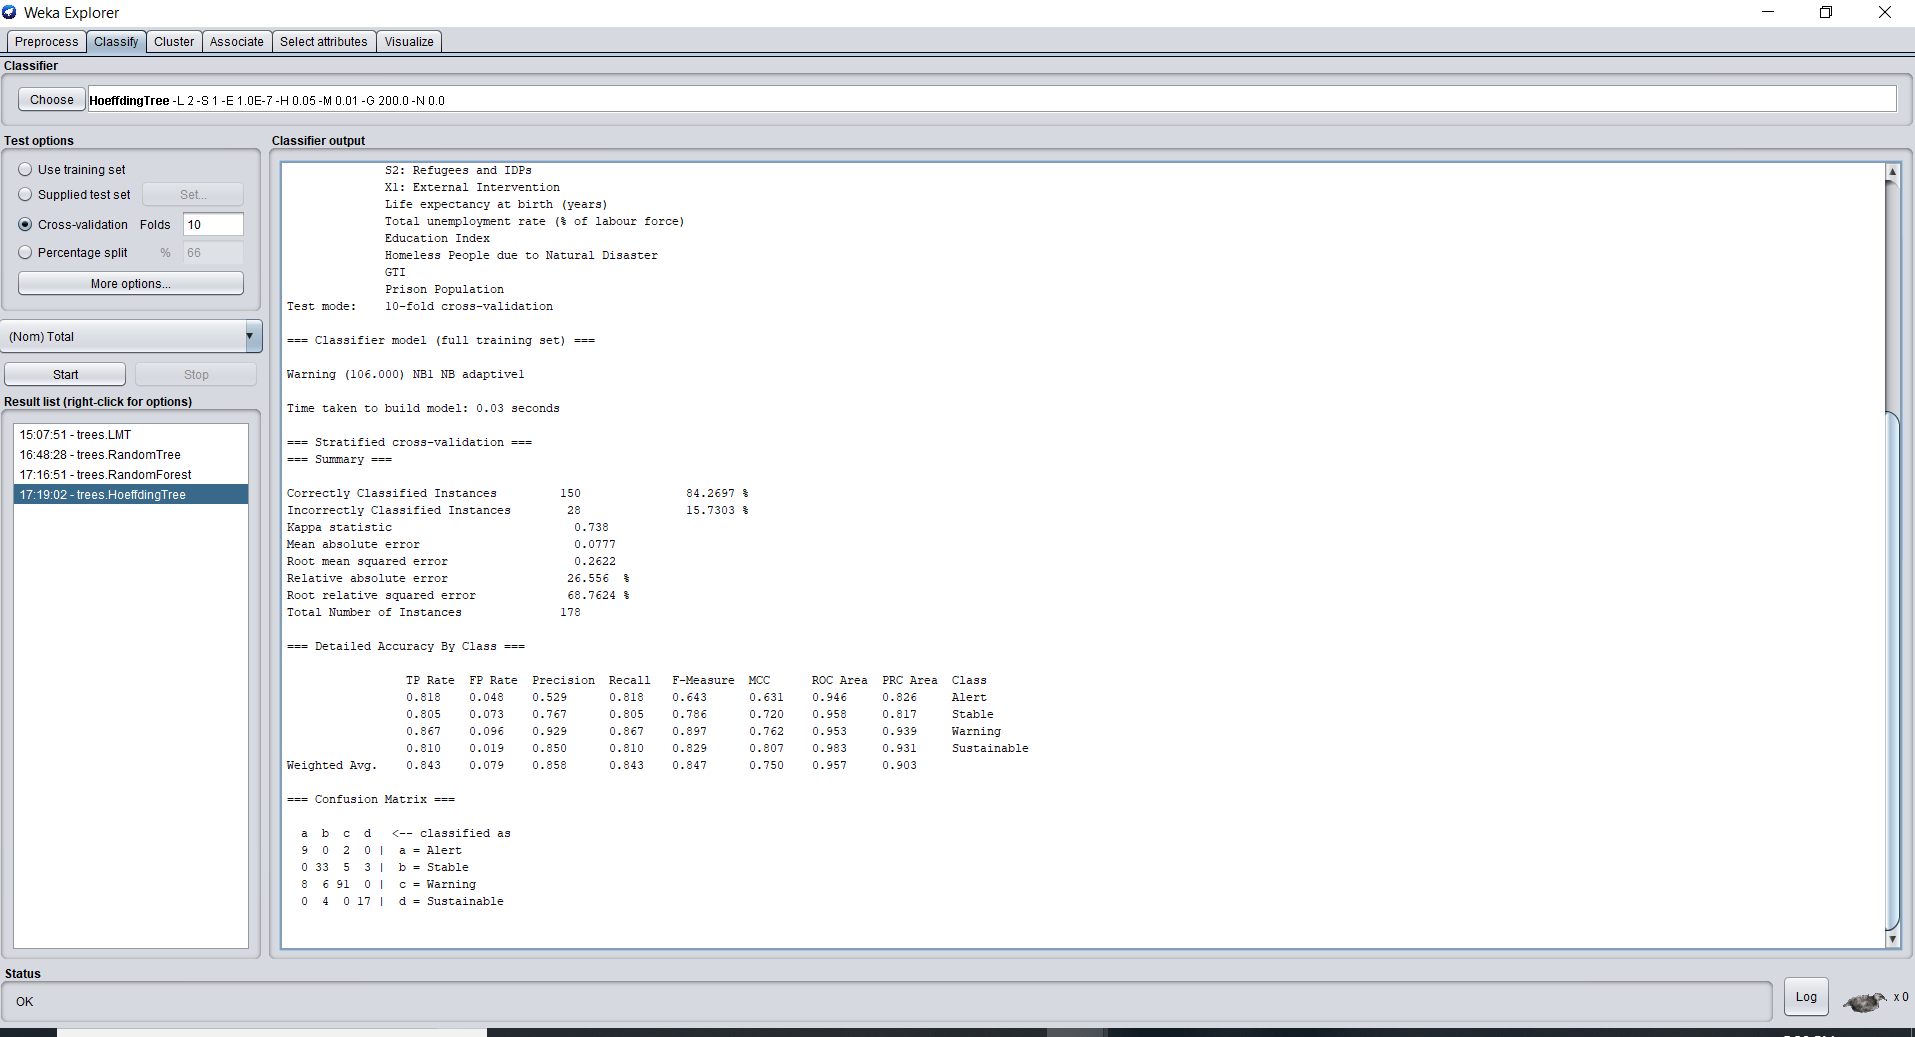 Weka Explorer
Preprocess Classify Cluster Associate Select attributes Visualize
Classifier
Choose HoeffdingTree -L 2 -S 1 -E 1.0E-7 -H 0.05 -M 0.01 -G 200.0 -N 0.0
Test options
Use training set
Supplied test set Set...
Cross-validation Folds 10
Percentage split % 66
More options...
(Nom) Total
Start Stop
Result list (right-click for options)
15:07:51 - trees.LMT
16:48:28 - trees.RandomTree
17:16:51 - trees.RandomForest
17:19:02 - trees.HoeffdingTree
Classifier output
S2: Refugees and IDPs
X1: External Intervention
Life expectancy at birth (years)
Total unemployment rate (% of labour force)
Education Index
Homeless People due to Natural Disaster
GTI
Prison Population
Test mode: 10-fold cross-validation
=== Classifier model (full training set) ===
Warning (106.000) NB1 NB adaptive1
Time taken to build model: 0.03 seconds
=== Stratified cross-validation ===
=== Summary ===
Correctly Classified Instances 150 84.2697 %
Incorrectly Classified Instances 28 15.7303 %
Kappa statistic 0.738
Mean absolute error 0.0777
Root mean squared error 0.2622
Relative absolute error 26.556 %
Root relative squared error 68.7624 %
Total Number of Instances 178
=== Detailed Accuracy By Class ===
TP Rate FP Rate Precision Recall F-Measure MCC ROC Area PRC Area Class
0.818 0.048 0.529 0.818 0.643 0.631 0.946 0.826 Alert
0.805 0.073 0.767 0.805 0.786 0.720 0.958 0.817 Stable
0.867 0.096 0.929 0.867 0.897 0.762 0.953 0.939 Warning
0.810 0.019 0.850 0.810 0.829 0.807 0.983 0.931 Sustainable
Weighted Avg. 0.843 0.079 0.858 0.843 0.847 0.750 0.957 0.903
=== Confusion Matrix ===
a b c d <-- classified as
9 0 2 0 | a = Alert
0 33 5 3 | b = Stable
8 6 91 0 | c = Warning
0 4 0 17 | d = Sustainable
Status
OK
Log x 0